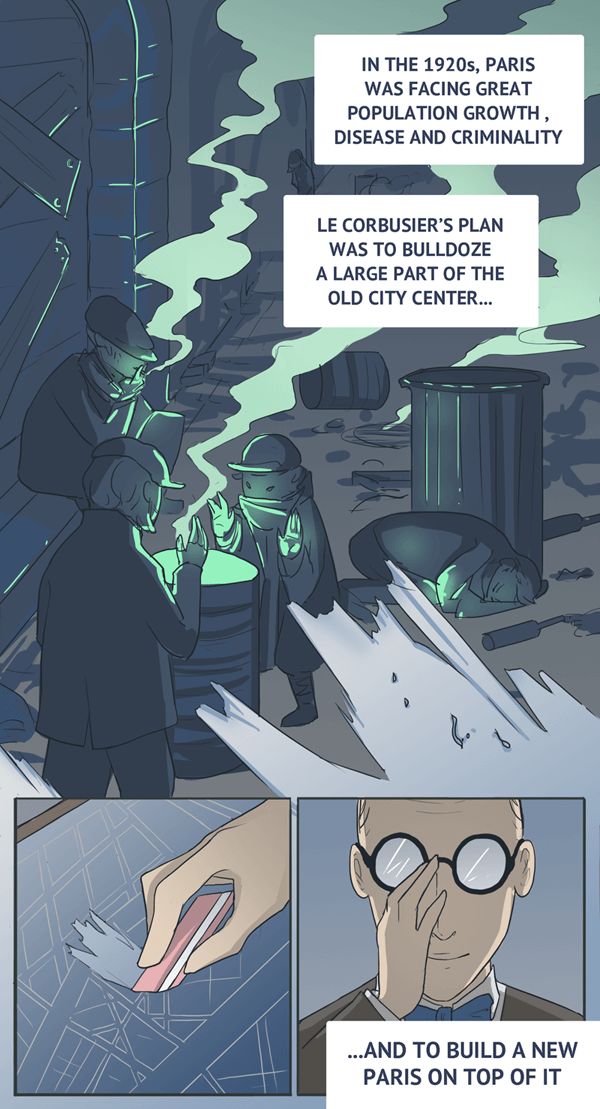 IN THE 1920s, PARIS
WAS FACING GREAT
POPULATION GROWTH ,
DISEASE AND CRIMINALITY
LE CORBUSIER'S PLAN
WAS TO BULLDOZE
A LARGE PART OF THE
OLD CITY CENTER...
...AND TO BUILD A NEW
PARIS ON TOP OF IT